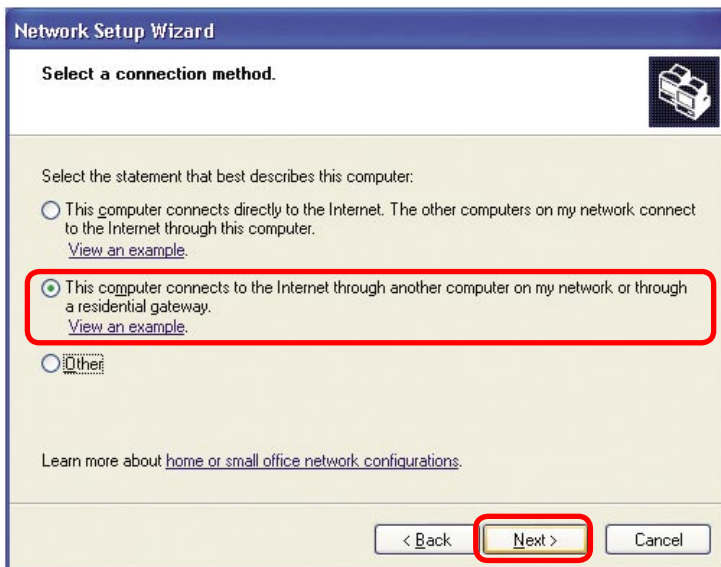 Network Setup Wizard
Select a connection method.
Select the statement that best describes this computer:
This computer connects directly to the Internet. The other computers on my network connect
to the Internet through this computer.
View an example.
This computer connects to the Internet through another computer on my network or through
a residential gateway.
View an example.
Other
Learn more about home or small office network configurations.
< Back Next > Cancel